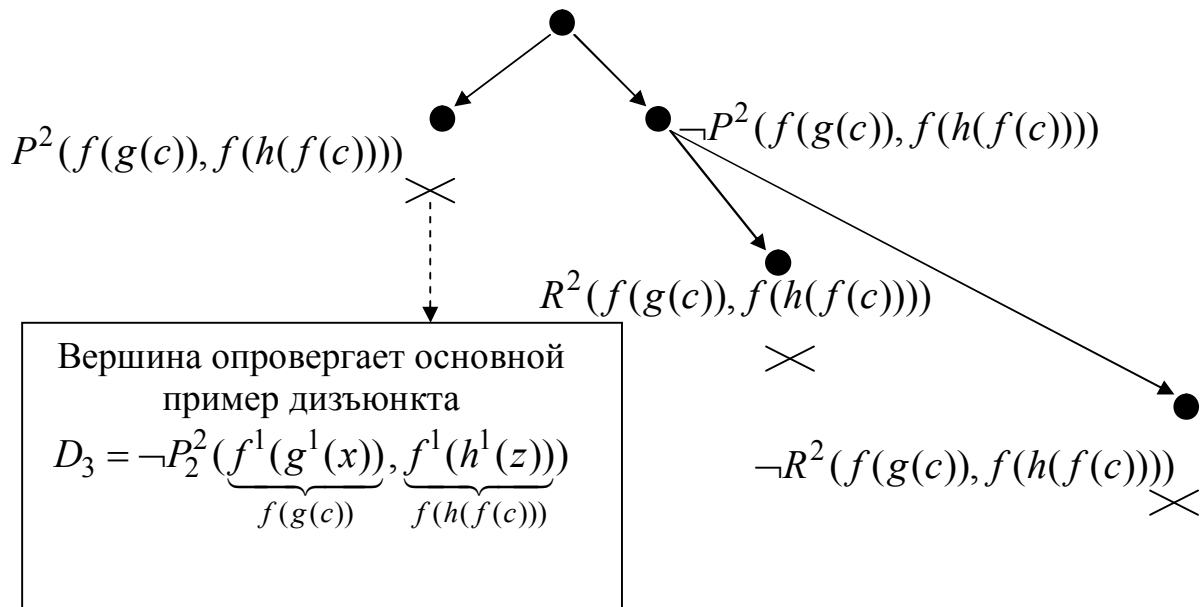 P²(f(g(c)), f(h(f(c))))
¬P²(f(g(c)), f(h(f(c))))
R²(f(g(c)), f(h(f(c))))
¬R²(f(g(c)), f(h(f(c))))
Вершина опровергает основной
пример дизъюнкта
D₃ = ¬P₂²(f¹(g¹(x)), f¹(h¹(z)))
f(g(c)) f(h(f(c)))